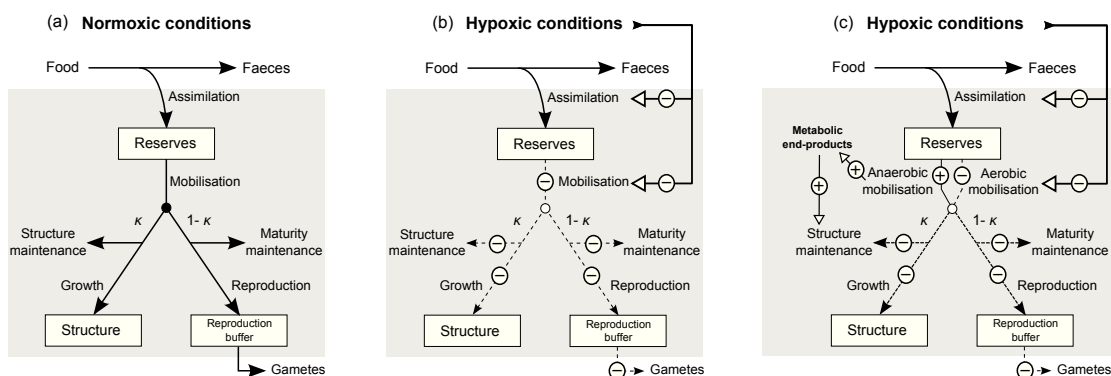 (a) Normoxic conditions
Food
Faeces
Assimilation
Reserves
Mobilisation
κ
1- κ
Structure
maintenance
Maturity
maintenance
Growth
Reproduction
Structure
Reproduction
buffer
Gametes
(b) Hypoxic conditions
Food
Faeces
Assimilation
−
Reserves
−
Mobilisation
−
κ
1- κ
Structure
maintenance
−
−
Maturity
maintenance
Growth
−
−
Reproduction
Structure
Reproduction
buffer
−
Gametes
(c) Hypoxic conditions
Food
Faeces
Assimilation
−
Metabolic
end-products
Reserves
+
+
Anaerobic
mobilisation
+
−
Aerobic
mobilisation
−
κ
1- κ
Structure
maintenance
−
−
Maturity
maintenance
Growth
−
−
Reproduction
Structure
Reproduction
buffer
−
Gametes